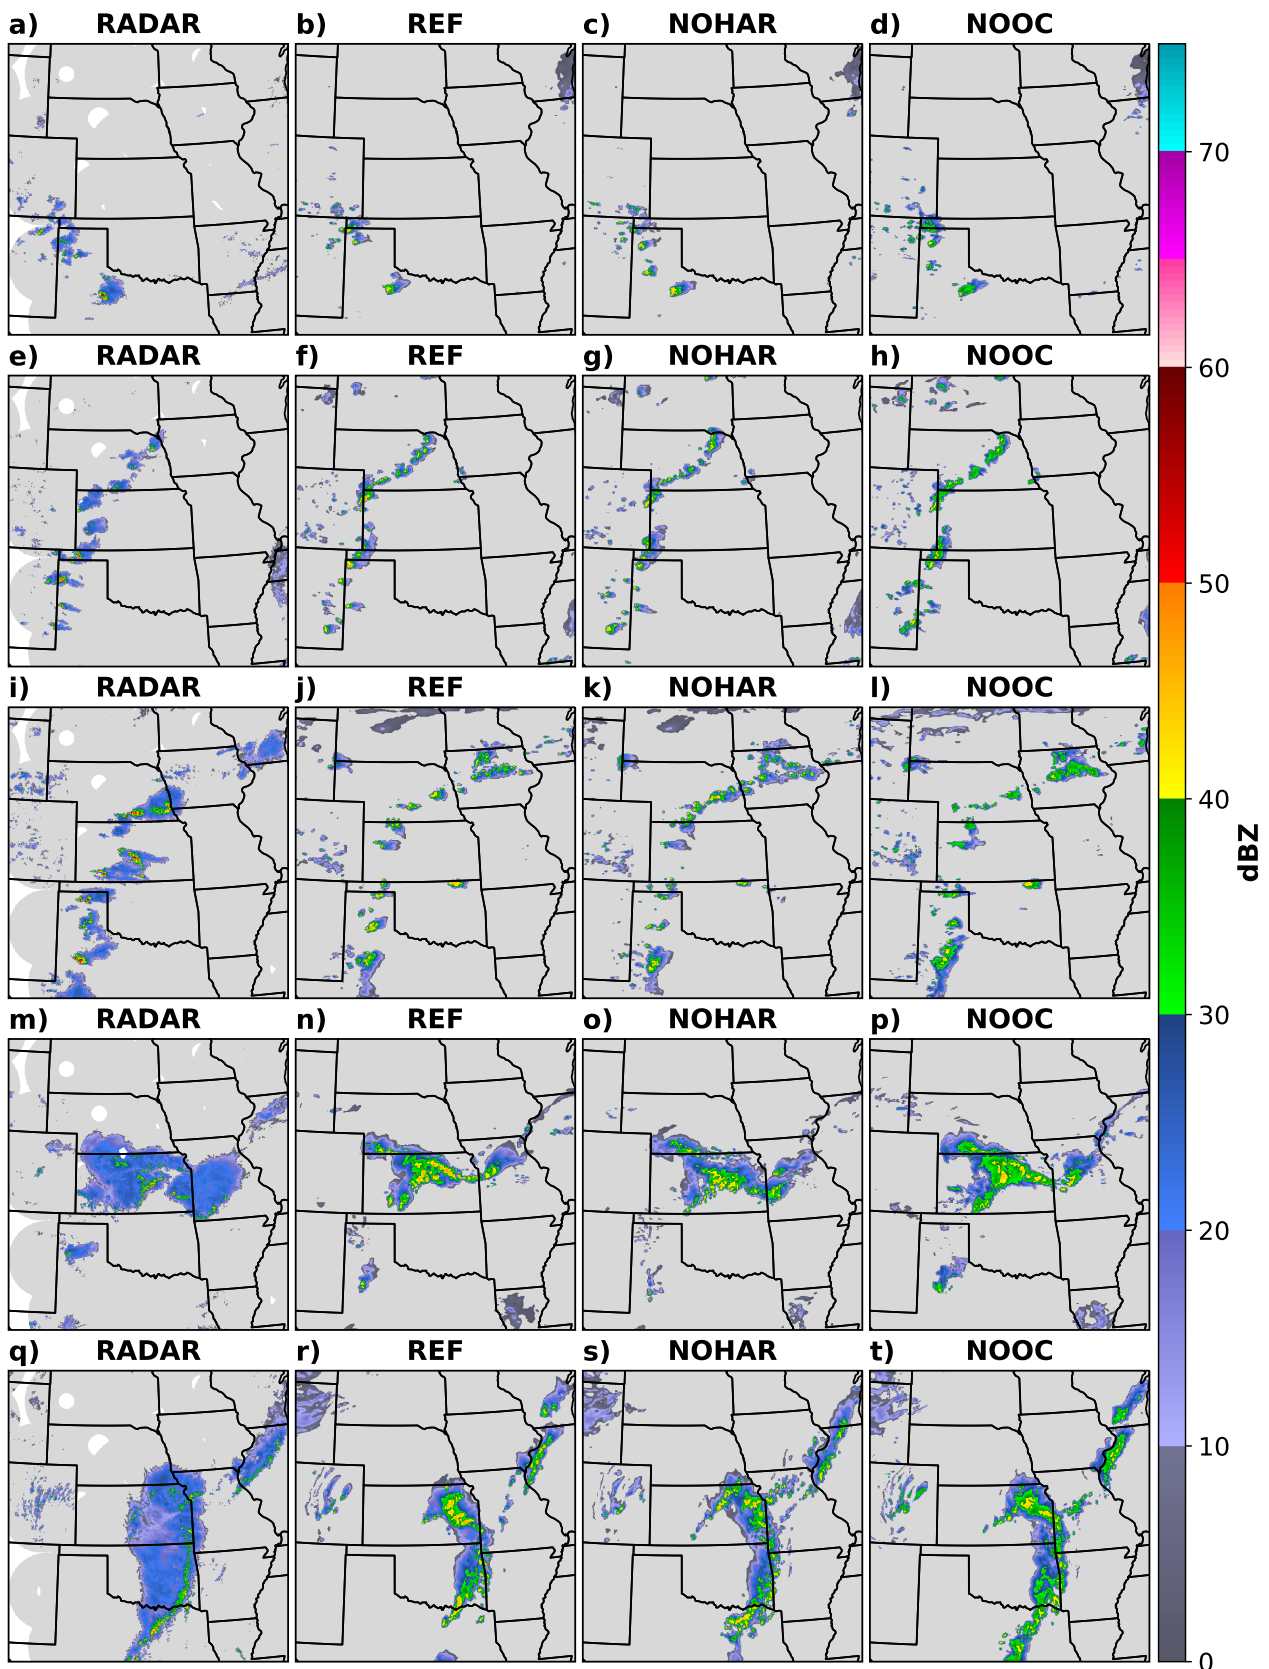 a) RADAR b) REF c) NOHAR d) NOOC
e) RADAR f) REF g) NOHAR h) NOOC
i) RADAR j) REF k) NOHAR l) NOOC
m) RADAR n) REF o) NOHAR p) NOOC
q) RADAR r) REF s) NOHAR t) NOOC
70
60
50
40
30
20
10
0
dBZ